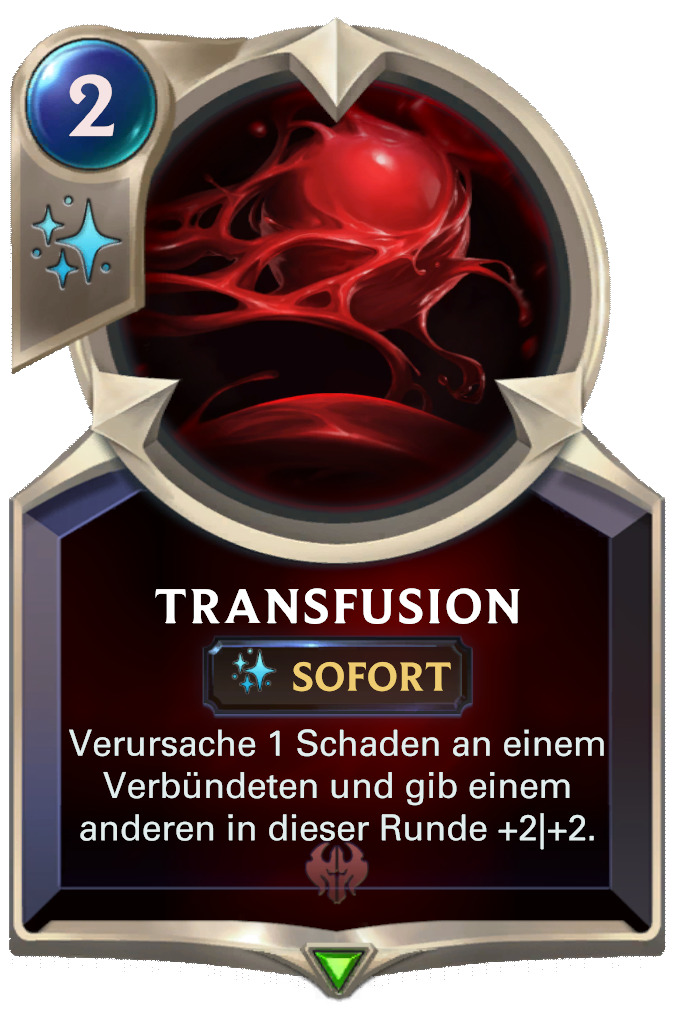 2
TRANSFUSION
SOFORT
Verursache 1 Schaden an einem
Verbündeten und gib einem
anderen in dieser Runde +2|+2.